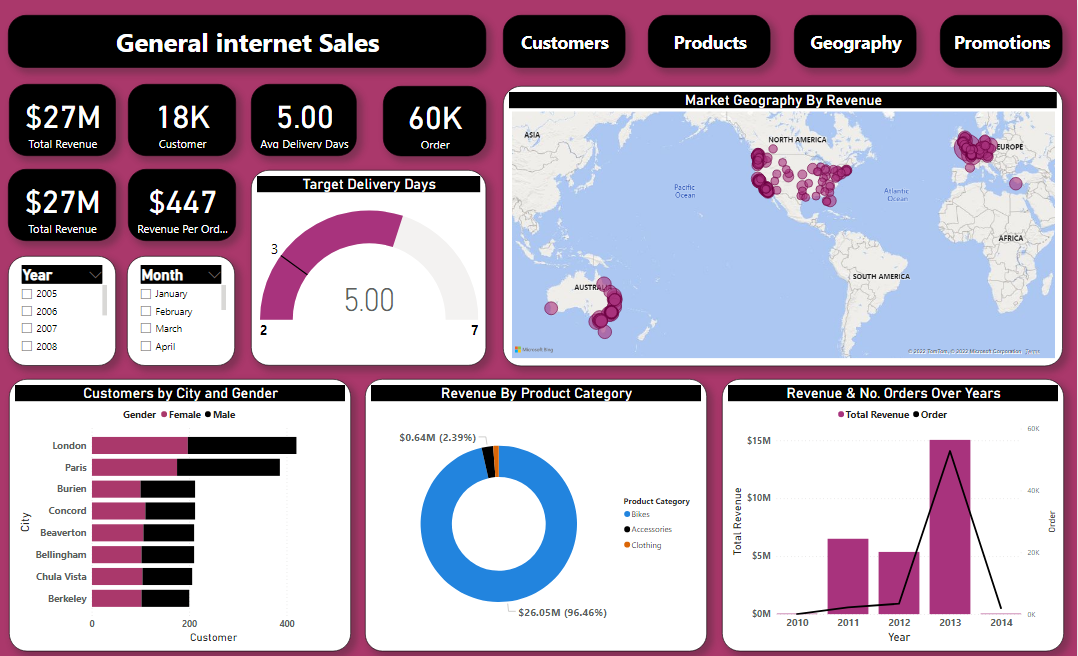 General internet Sales
Customers
Products
Geography
Promotions
$27M
Total Revenue
18K
Customer
5.00
Avg Delivery Days
60K
Order
$27M
Total Revenue
$447
Revenue Per Ord...
Year
2005
2006
2007
2008
Month
January
February
March
April
Target Delivery Days
3
5.00
2
7
Market Geography By Revenue
ASIA
NORTH AMERICA
EUROPE
Pacific
Ocean
Atlantic
Ocean
AFRICA
SOUTH AMERICA
AUSTRALIA
Microsoft Bing
© 2022 TomTom, © 2022 Microsoft Corporation Terms
Customers by City and Gender
Gender Female Male
City
London
Paris
Burien
Concord
Beaverton
Bellingham
Chula Vista
Berkeley
0 200 400
Customer
Revenue By Product Category
$0.64M (2.39%)
Product Category
Bikes
Accessories
Clothing
$26.05M (96.46%)
Revenue & No. Orders Over Years
Total Revenue Order
Total Revenue
$15M
$10M
$5M
$0M
60K
40K
20K
0K
Order
2010 2011 2012 2013 2014
Year